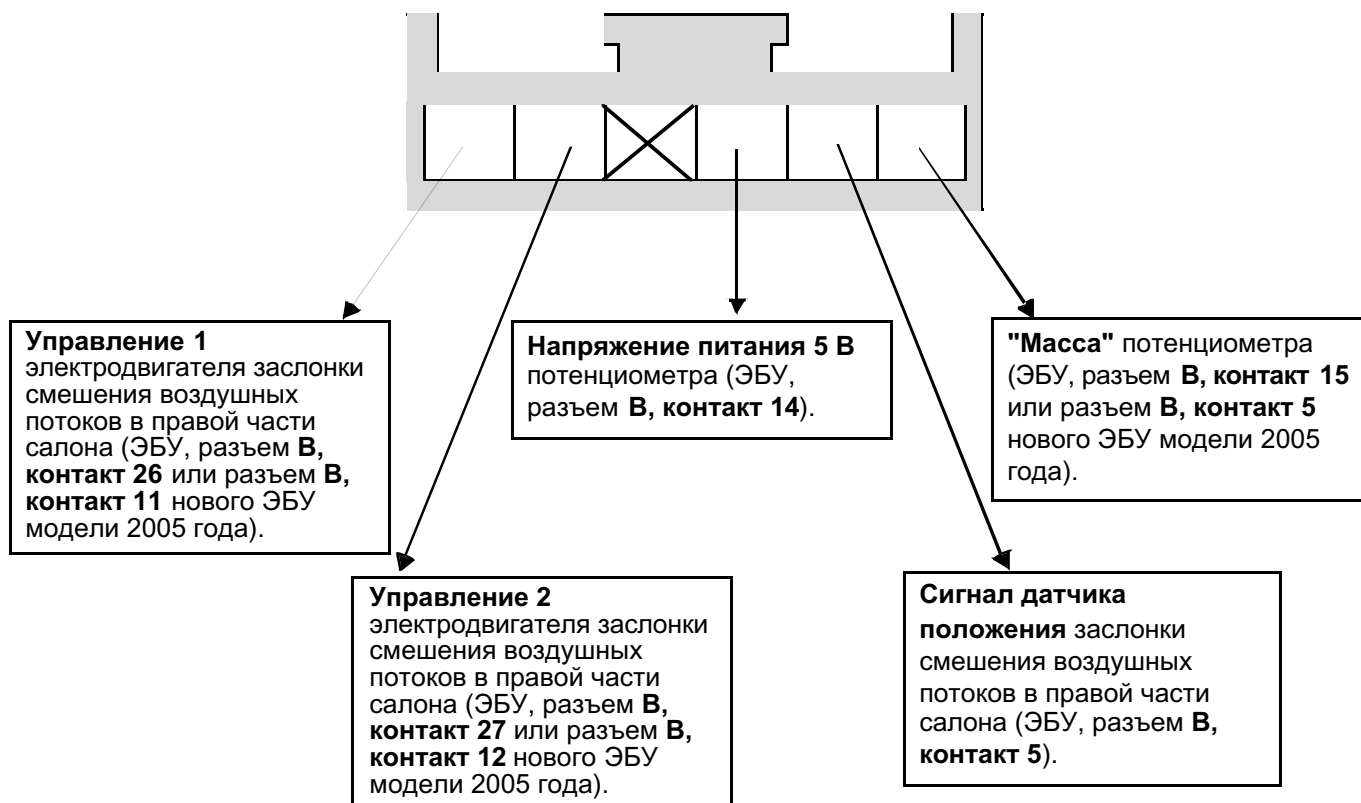 Управление 1
электродвигателя заслонки
смешения воздушных
потоков в правой части
салона (ЭБУ, разъем В,
контакт 26 или разъем В,
контакт 11 нового ЭБУ
модели 2005 года).
Напряжение питания 5 В
потенциометра (ЭБУ,
разъем В, контакт 14).
"Масса" потенциометра
(ЭБУ, разъем В, контакт 15
или разъем В, контакт 5
нового ЭБУ модели 2005
года).
Управление 2
электродвигателя заслонки
смешения воздушных
потоков в правой части
салона (ЭБУ, разъем В,
контакт 27 или разъем В,
контакт 12 нового ЭБУ
модели 2005 года).
Сигнал датчика
положения заслонки
смешения воздушных
потоков в правой части
салона (ЭБУ, разъем В,
контакт 5).